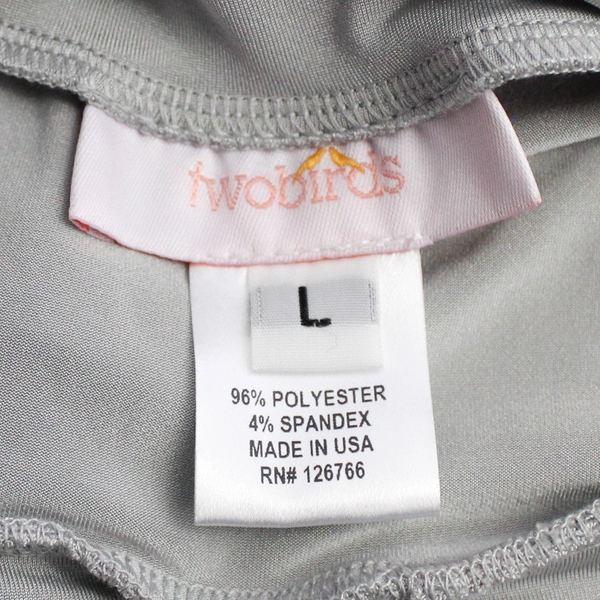 twobirds
L
96% POLYESTER
4% SPANDEX
MADE IN USA
RN# 126766